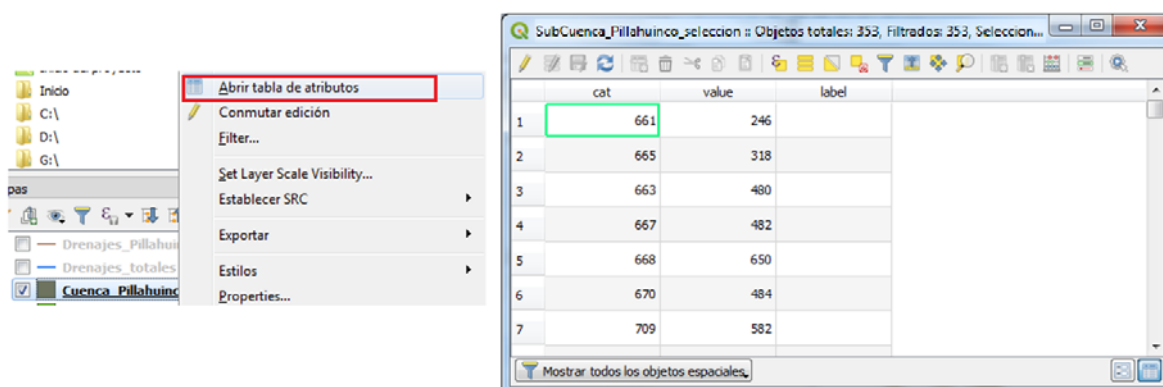 Inicio
C:\
D:\
G:\
pas
Drenajes_Pillahui
Drenajes_totales
Cuenca_Pillahuinc
Abrir tabla de atributos
Conmutar edición
Filter...
Set Layer Scale Visibility...
Establecer SRC
Exportar
Estilos
Properties...
SubCuenca_Pillahuinco_seleccion :: Objetos totales: 353, Filtrados: 353, Seleccion...
cat value label
1 661 246
2 665 318
3 663 480
4 667 482
5 668 650
6 670 484
7 709 582
Mostrar todos los objetos espaciales